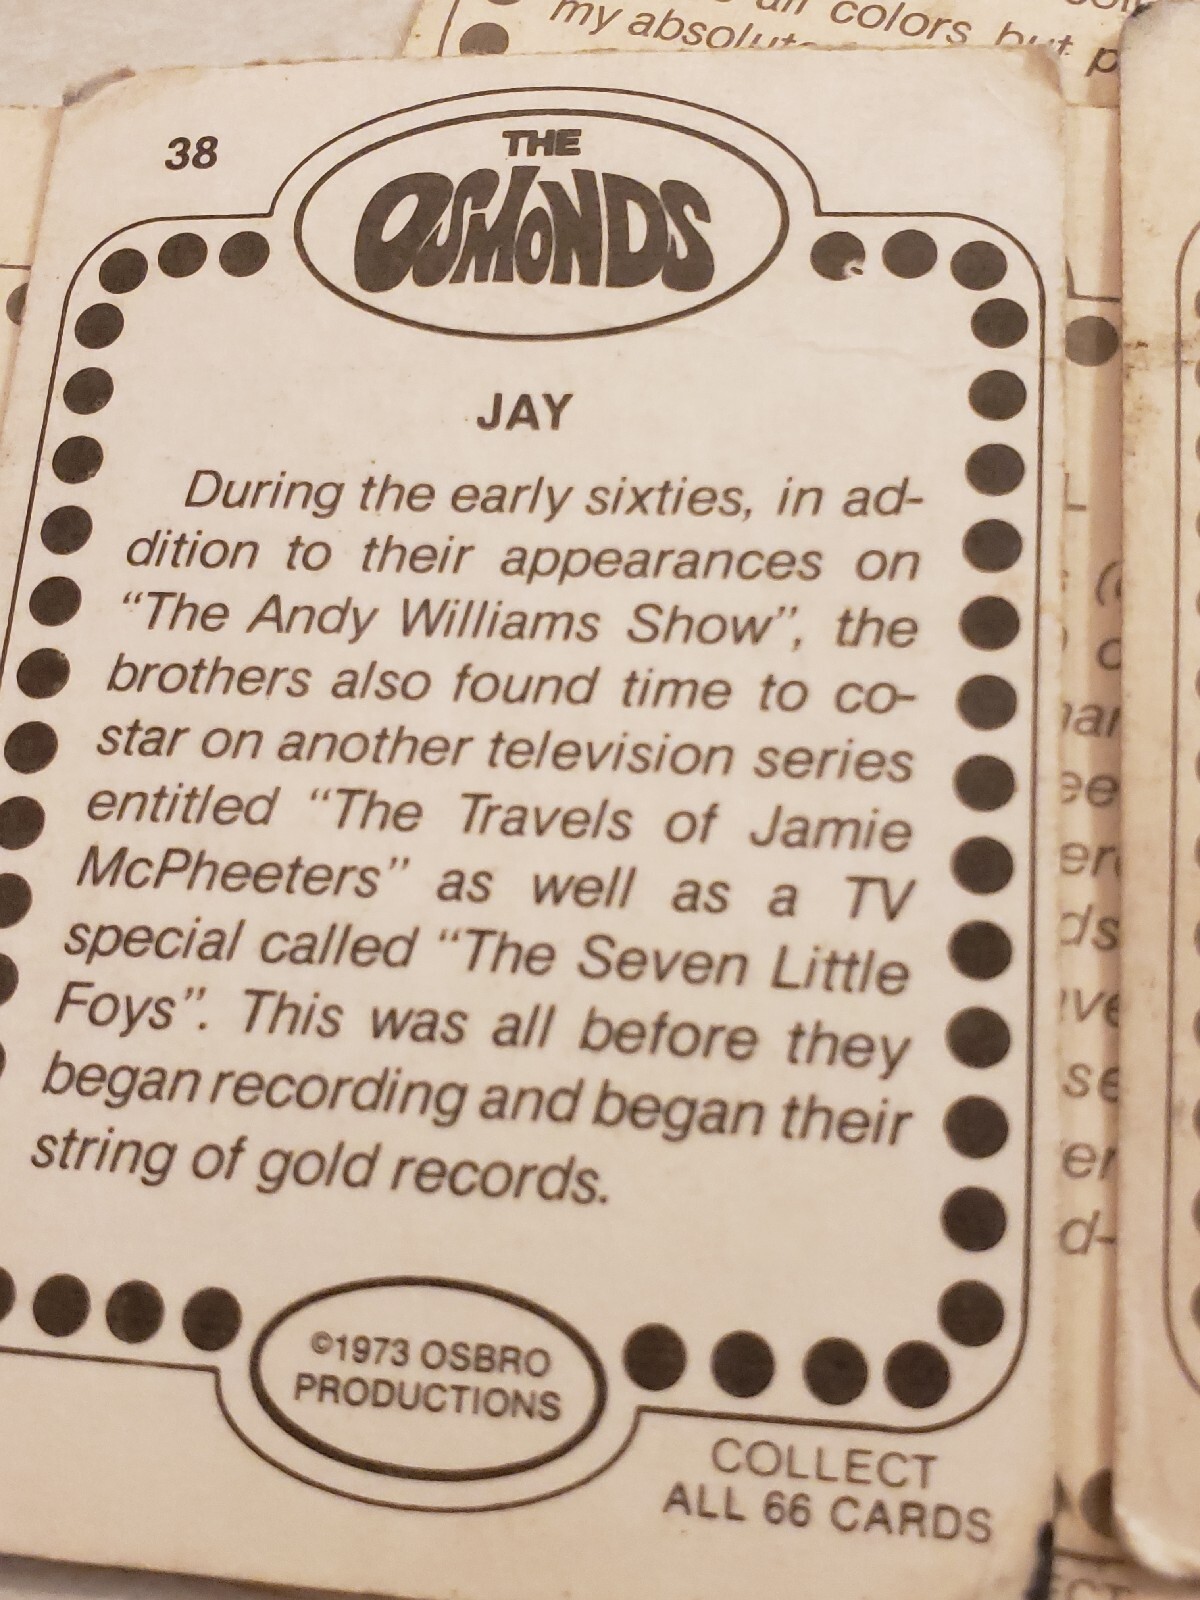 my absolute
all colors, but p
38
THE
OSMONDS
JAY
During the early sixties, in ad-
dition to their appearances on
“The Andy Williams Show”, the
brothers also found time to co-
star on another television series
entitled “The Travels of Jamie
McPheeters” as well as a TV
special called “The Seven Little
Foys”. This was all before they
began recording and began their
string of gold records.
©1973 OSBRO
PRODUCTIONS
COLLECT
ALL 66 CARDS